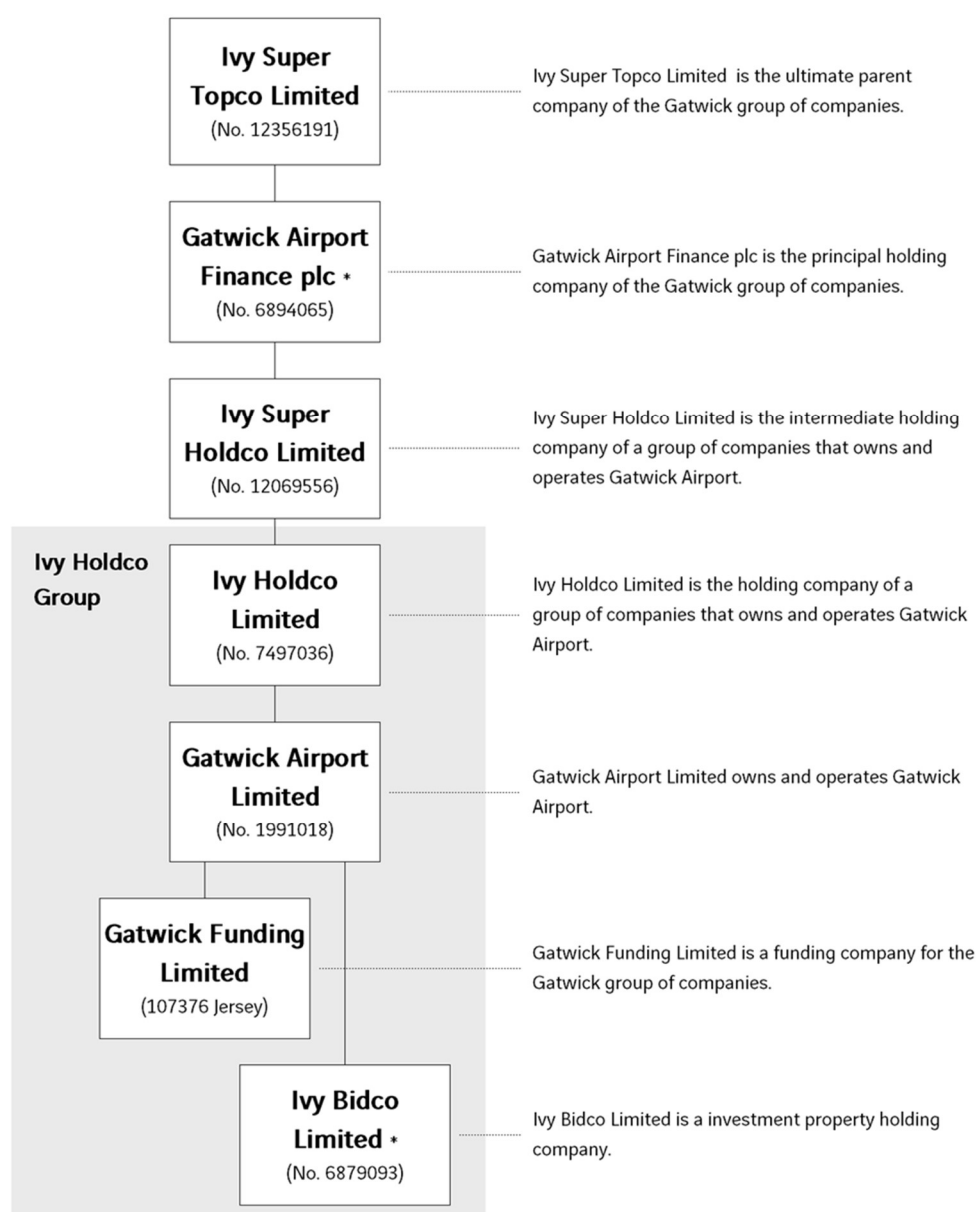 Ivy Super
Topco Limited
(No. 12356191)
Ivy Super Topco Limited is the ultimate parent
company of the Gatwick group of companies.
Gatwick Airport
Finance plc *
(No. 6894065)
Gatwick Airport Finance plc is the principal holding
company of the Gatwick group of companies.
Ivy Super
Holdco Limited
(No. 12069556)
Ivy Super Holdco Limited is the intermediate holding
company of a group of companies that owns and
operates Gatwick Airport.
Ivy Holdco
Group
Ivy Holdco
Limited
(No. 7497036)
Ivy Holdco Limited is the holding company of a
group of companies that owns and operates Gatwick
Airport.
Gatwick Airport
Limited
(No. 1991018)
Gatwick Airport Limited owns and operates Gatwick
Airport.
Gatwick Funding
Limited
(107376 Jersey)
Gatwick Funding Limited is a funding company for the
Gatwick group of companies.
Ivy Bidco
Limited *
(No. 6879093)
Ivy Bidco Limited is a investment property holding
company.